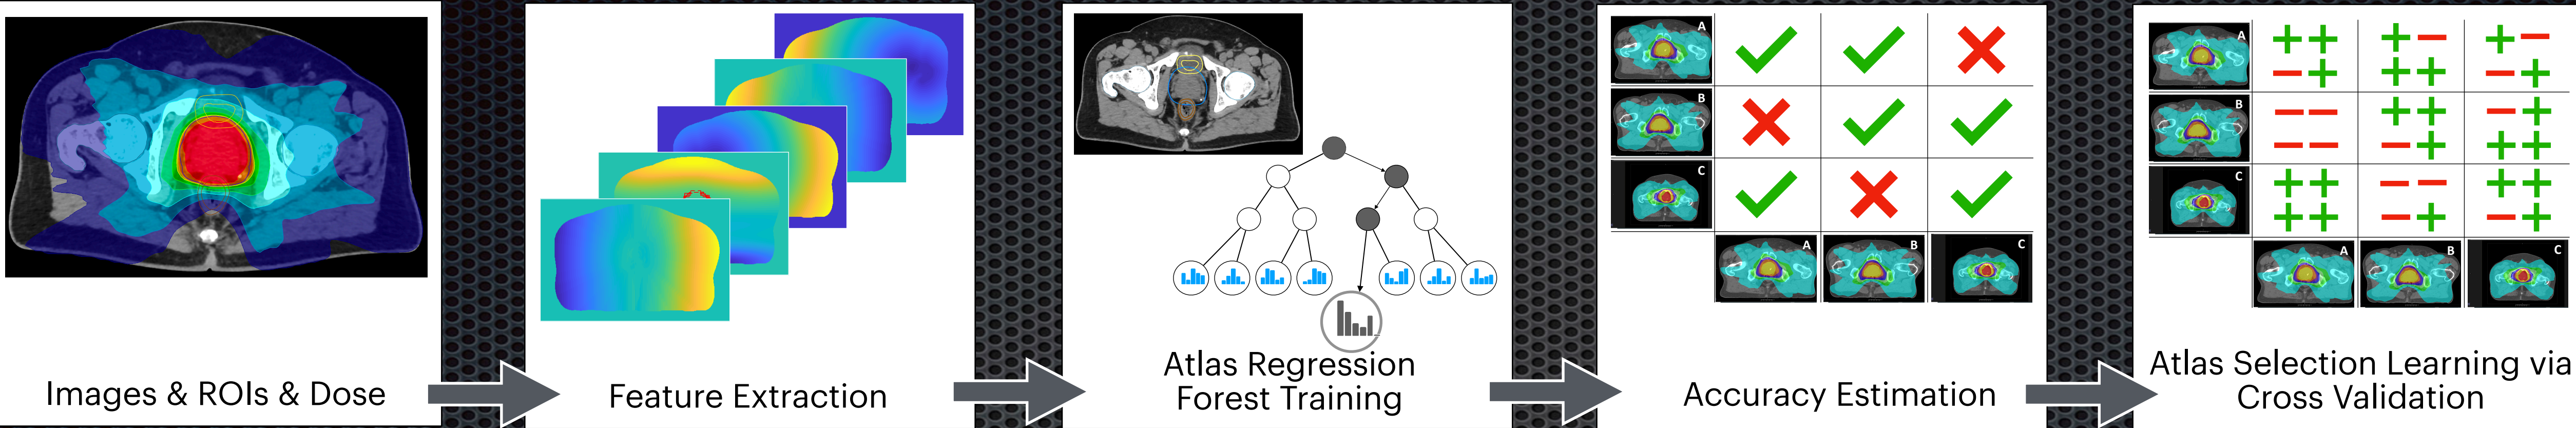 Images & ROIs & Dose
Feature Extraction
Atlas Regression
Forest Training
A
B
C
A B C
Accuracy Estimation
A
B
C
A B C
Atlas Selection Learning via
Cross Validation